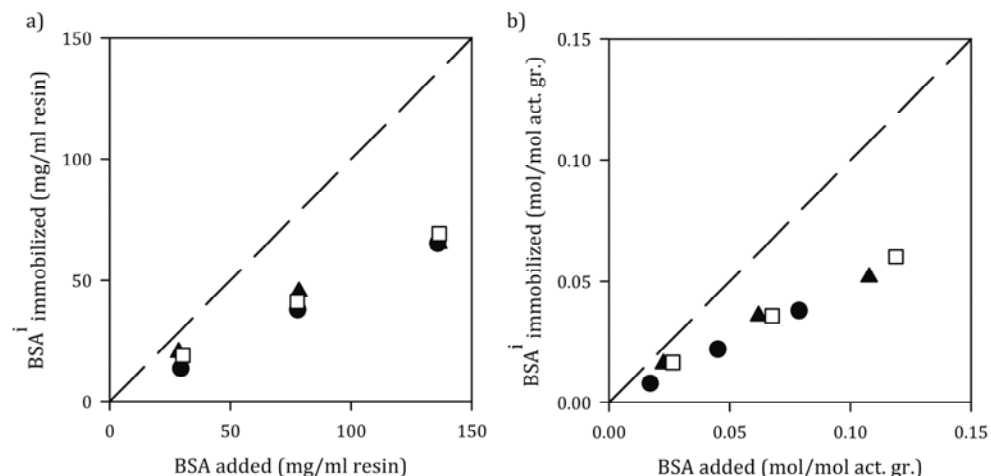 a)
150
100
50
0
0
50
100
150
BSA added (mg/ml resin)
BSAⁱ immobilized (mg/ml resin)
b)
0.15
0.10
0.05
0.00
0.00
0.05
0.10
0.15
BSA added (mol/mol act. gr.)
BSAⁱ immobilized (mol/mol act. gr.)